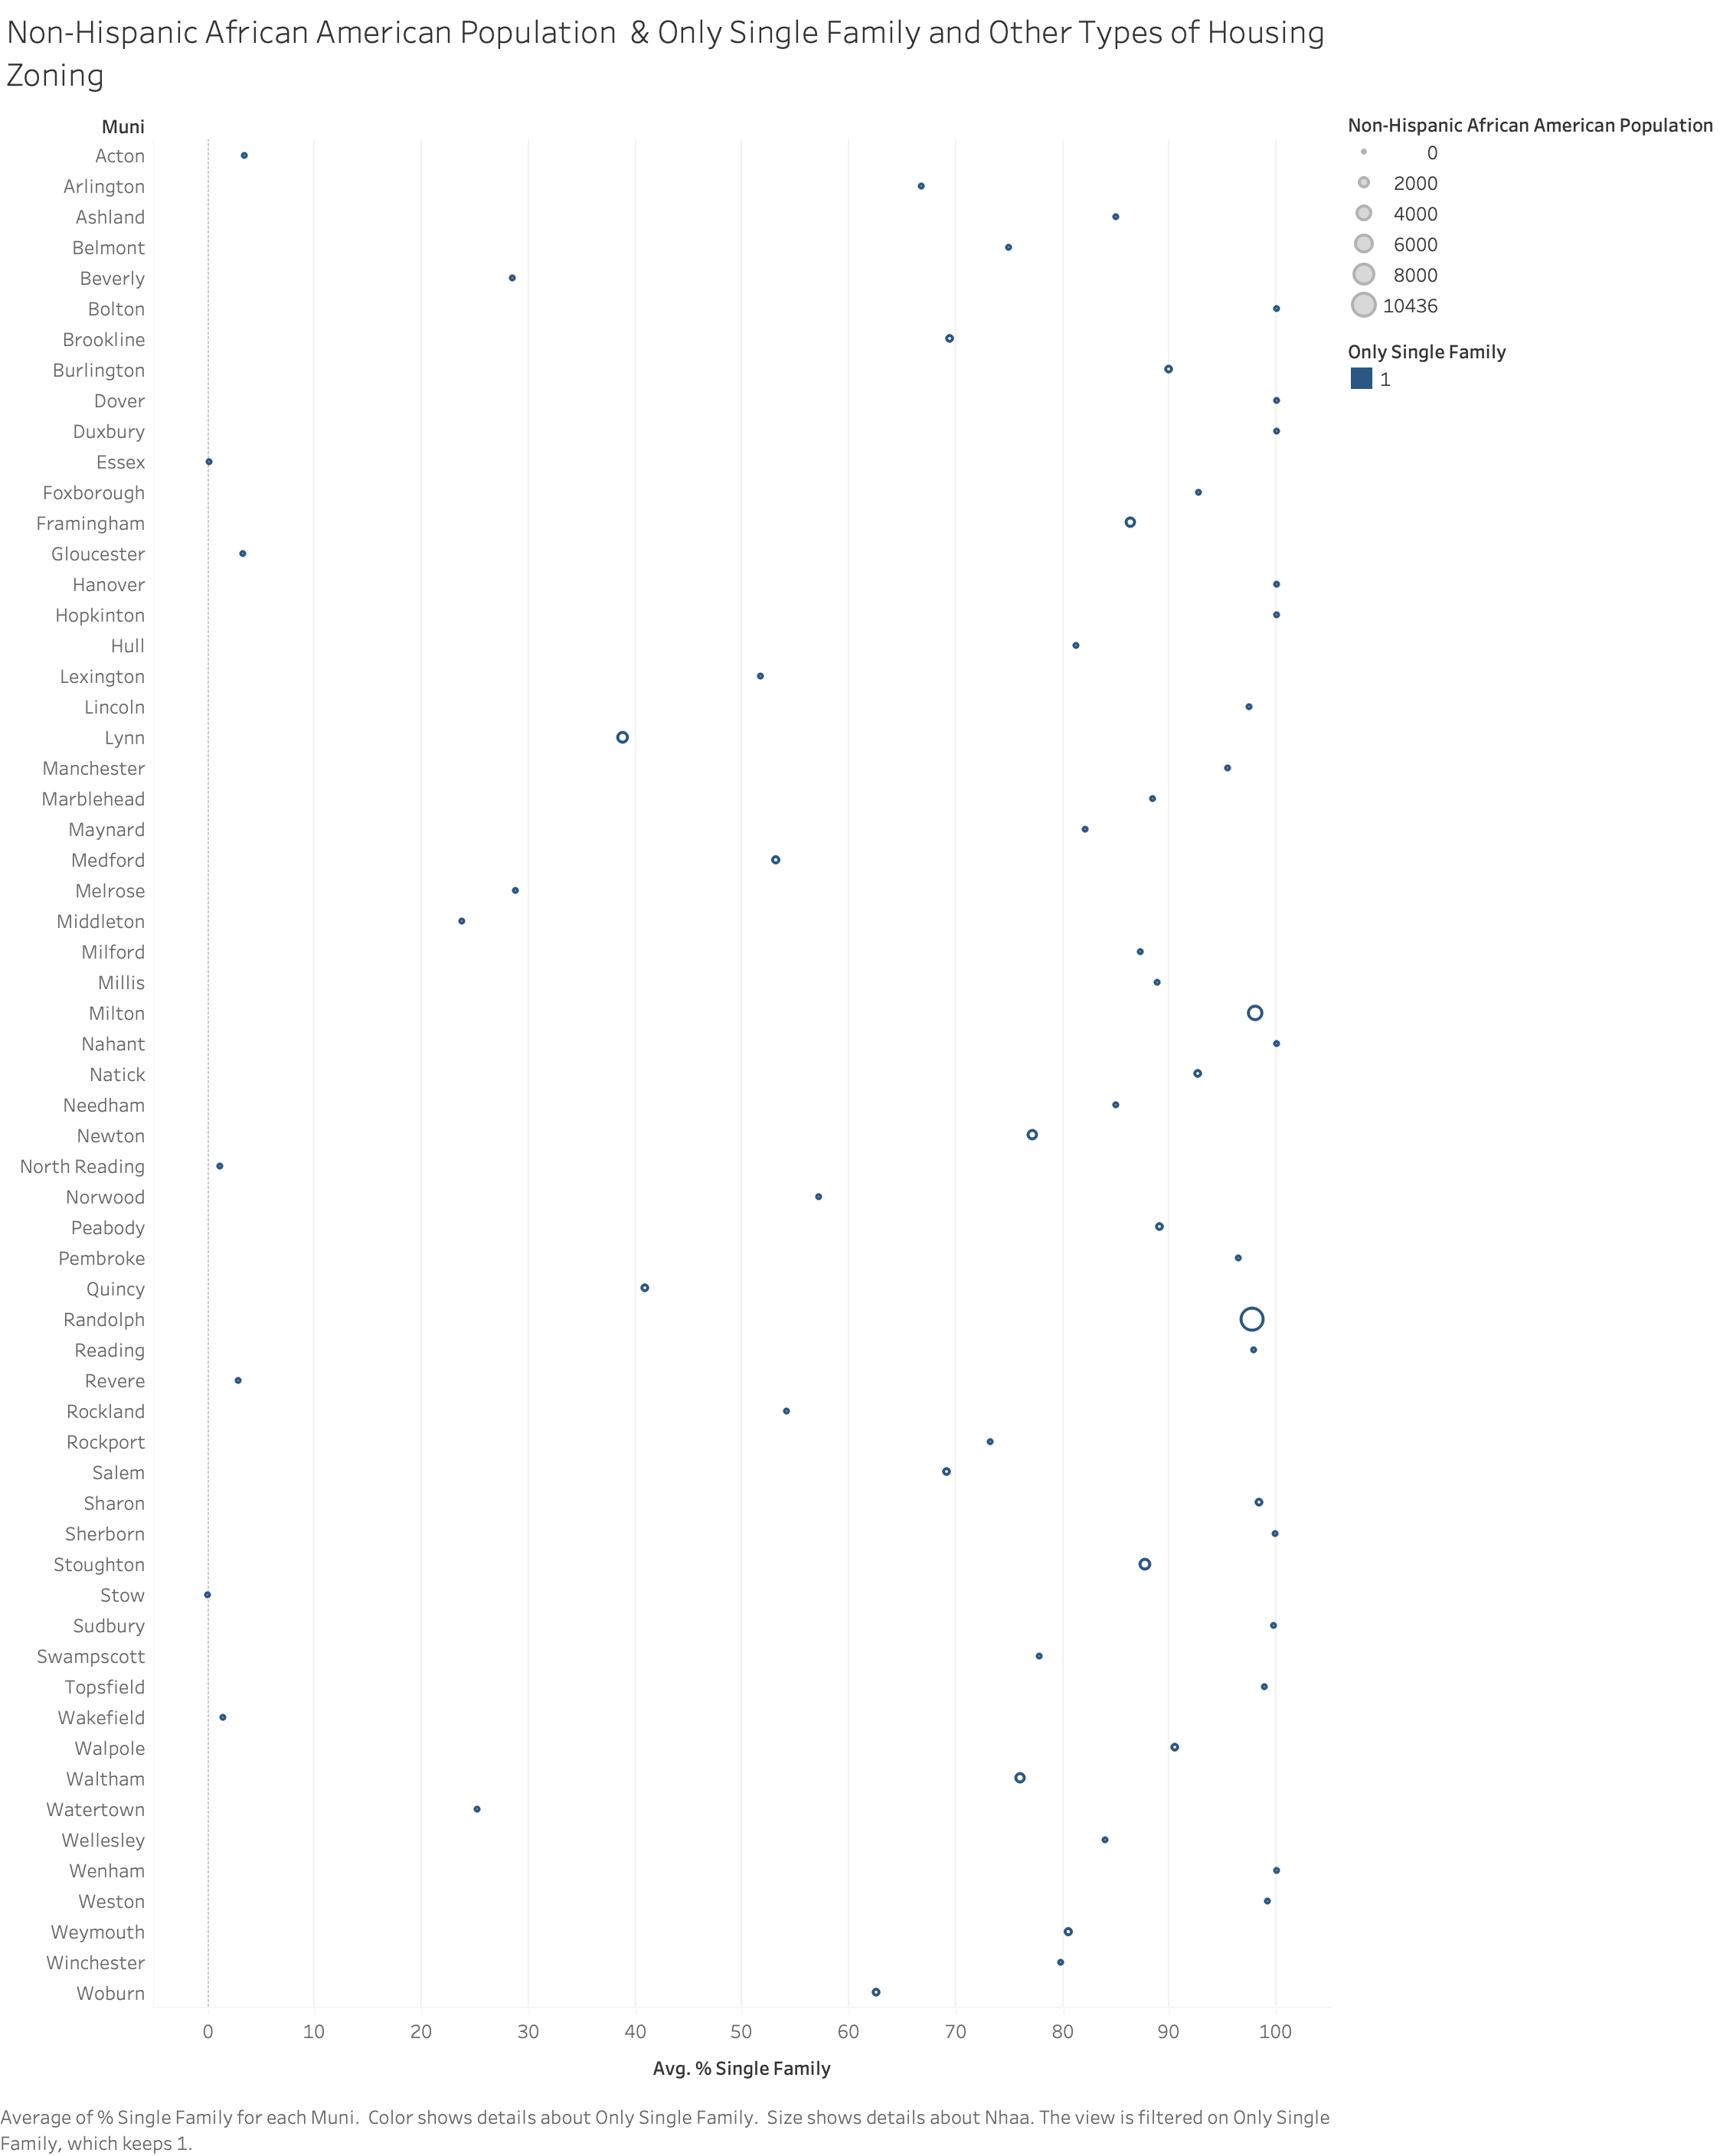 Non-Hispanic African American Population  & Only Single Family and Other Types of Housing
Zoning
Muni
Acton
Arlington
Ashland
Belmont
Beverly
Bolton
Brookline
Burlington
Dover
Duxbury
Essex
Foxborough
Framingham
Gloucester
Hanover
Hopkinton
Hull
Lexington
Lincoln
Lynn
Manchester
Marblehead
Maynard
Medford
Melrose
Middleton
Milford
Millis
Milton
Nahant
Natick
Needham
Newton
North Reading
Norwood
Peabody
Pembroke
Quincy
Randolph
Reading
Revere
Rockland
Rockport
Salem
Sharon
Sherborn
Stoughton
Stow
Sudbury
Swampscott
Topsfield
Wakefield
Walpole
Waltham
Watertown
Wellesley
Wenham
Weston
Weymouth
Winchester
Woburn
0 10 20 30 40 50 60 70 80 90 100
Avg. % Single Family
Non-Hispanic African American Population
0
2000
4000
6000
8000
10436
Only Single Family
1
Average of % Single Family for each Muni.  Color shows details about Only Single Family.  Size shows details about Nhaa. The view is filtered on Only Single
Family, which keeps 1.